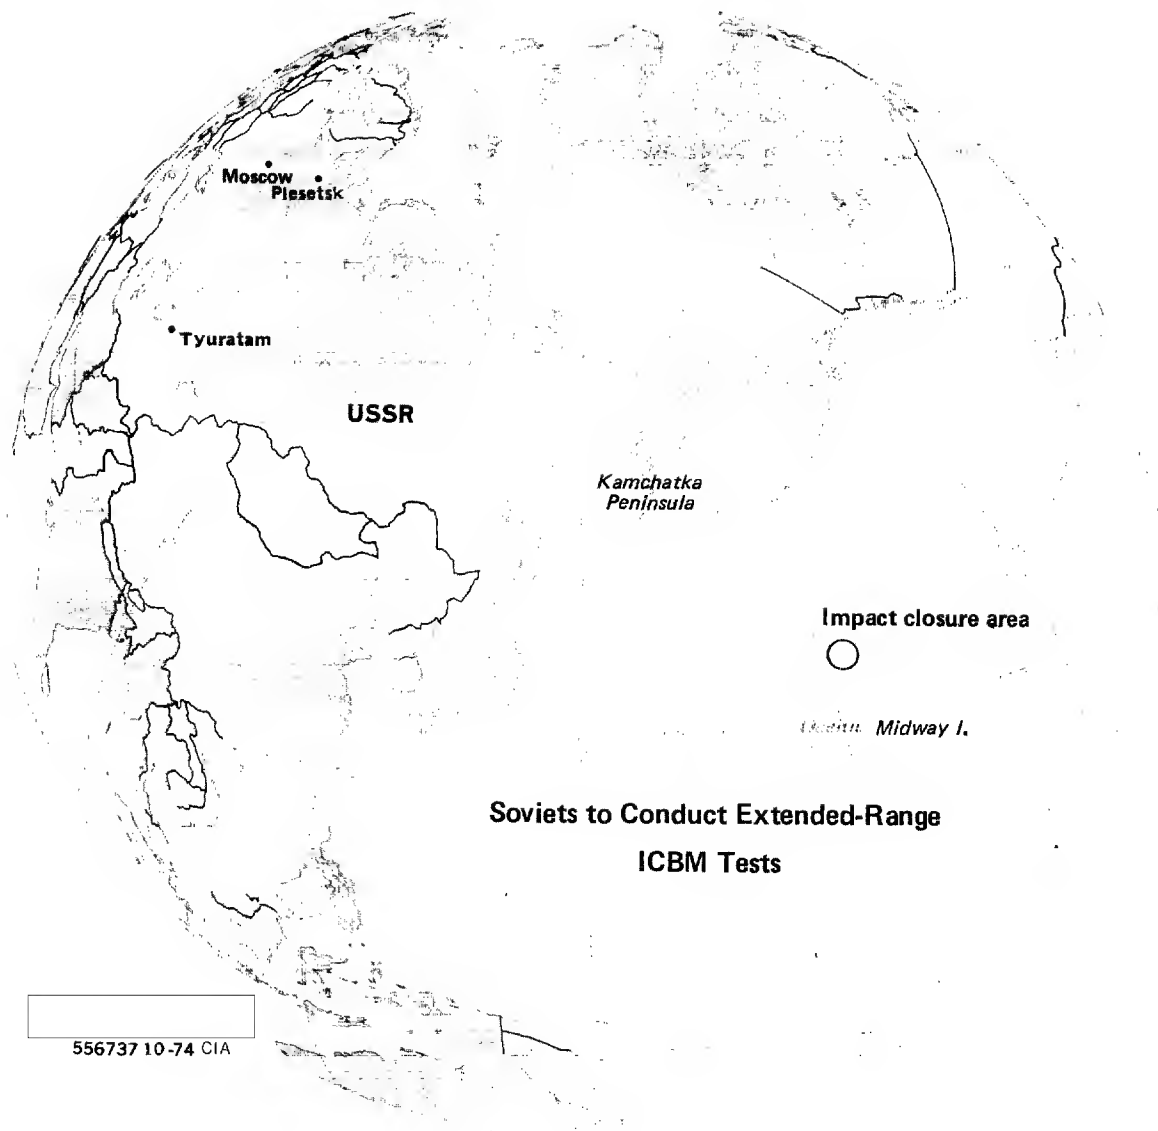 Moscow
Plesetsk
Tyuratam
USSR
Kamchatka
Peninsula
Impact closure area
Midway I.
Soviets to Conduct Extended-Range
ICBM Tests
556737 10-74 CIA